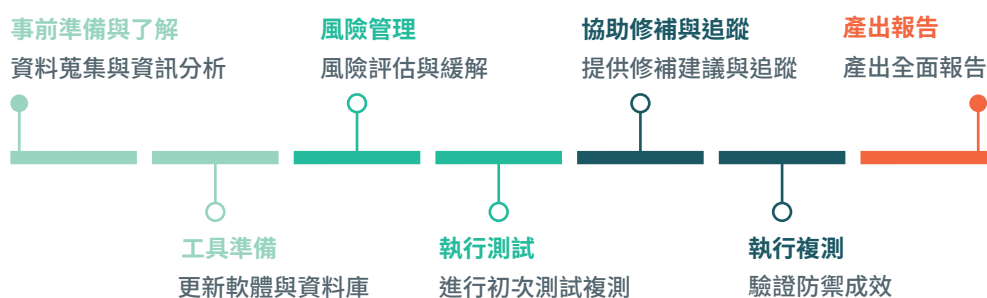 事前準備與了解
資料蒐集與資訊分析
風險管理
風險評估與緩解
協助修補與追蹤
提供修補建議與追蹤
產出報告
產出全面報告
工具準備
更新軟體與資料庫
執行測試
進行初次測試複測
執行複測
驗證防禦成效